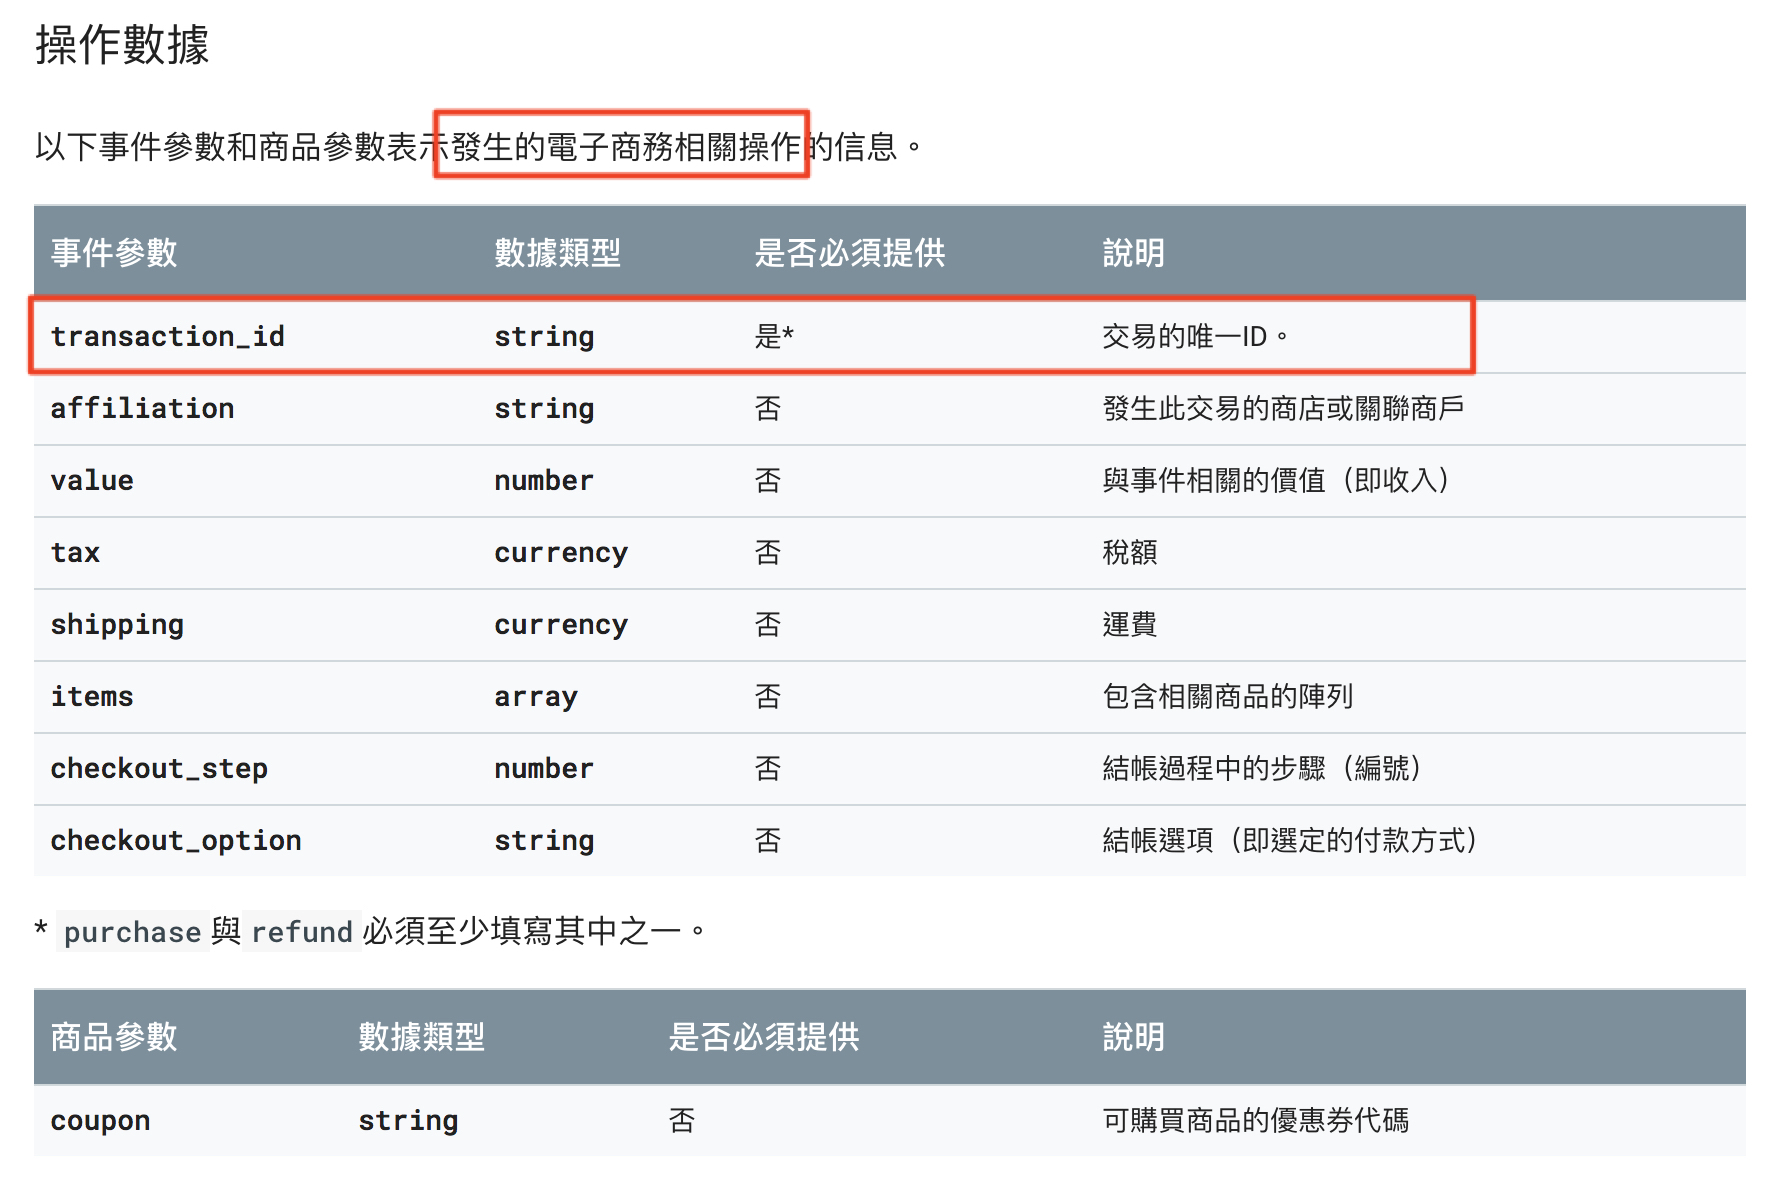 操作數據
以下事件參數和商品參數表示發生的電子商務相關操作的信息。
事件參數 數據類型 是否必須提供 說明
transaction_id string 是* 交易的唯一ID。
affiliation string 否 發生此交易的商店或關聯商戶
value number 否 與事件相關的價值（即收入）
tax currency 否 稅額
shipping currency 否 運費
items array 否 包含相關商品的陣列
checkout_step number 否 結帳過程中的步驟（編號）
checkout_option string 否 結帳選項（即選定的付款方式）
* purchase 與 refund 必須至少填寫其中之一。
商品參數 數據類型 是否必須提供 說明
coupon string 否 可購買商品的優惠券代碼